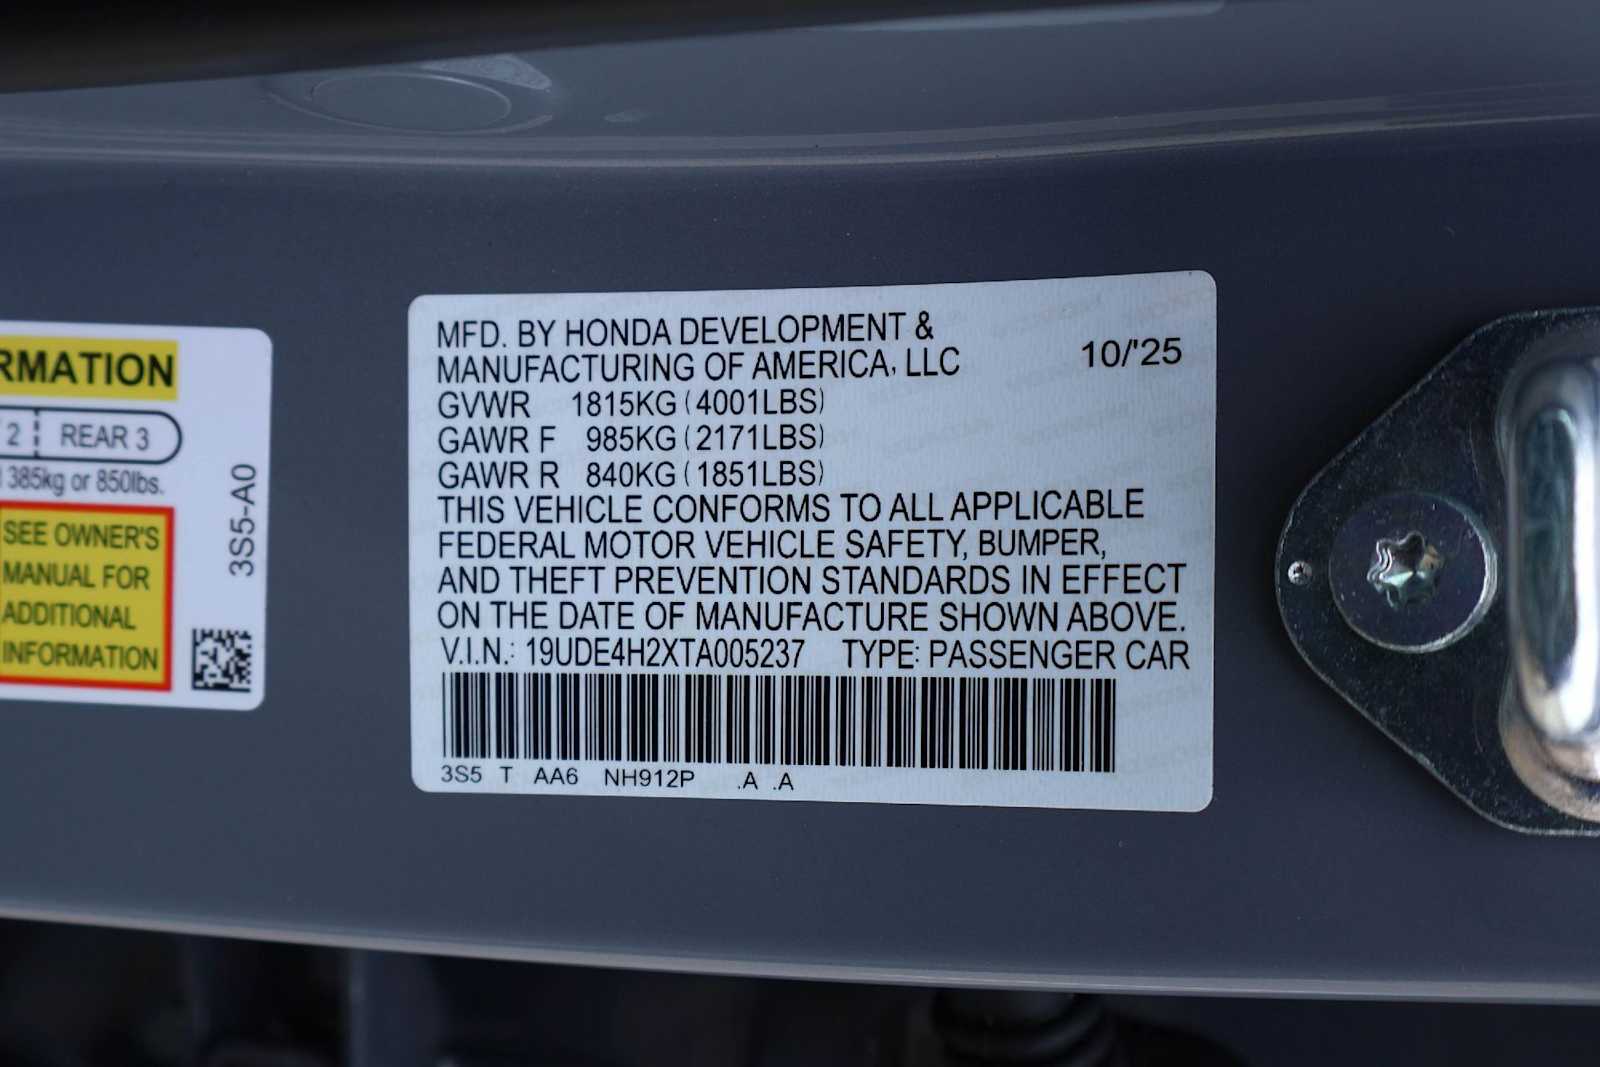 RMATION
2 REAR 3
385kg or 850lbs.
SEE OWNER'S
MANUAL FOR
ADDITIONAL
INFORMATION
3S5-A0
MFD. BY HONDA DEVELOPMENT &
MANUFACTURING OF AMERICA, LLC 10/'25
GVWR 1815KG (4001LBS)
GAWR F 985KG (2171LBS)
GAWR R 840KG (1851LBS)
THIS VEHICLE CONFORMS TO ALL APPLICABLE
FEDERAL MOTOR VEHICLE SAFETY, BUMPER,
AND THEFT PREVENTION STANDARDS IN EFFECT
ON THE DATE OF MANUFACTURE SHOWN ABOVE.
V.I.N.: 19UDE4H2XTA005237 TYPE: PASSENGER CAR
3S5 T AA6 NH912P .A .A